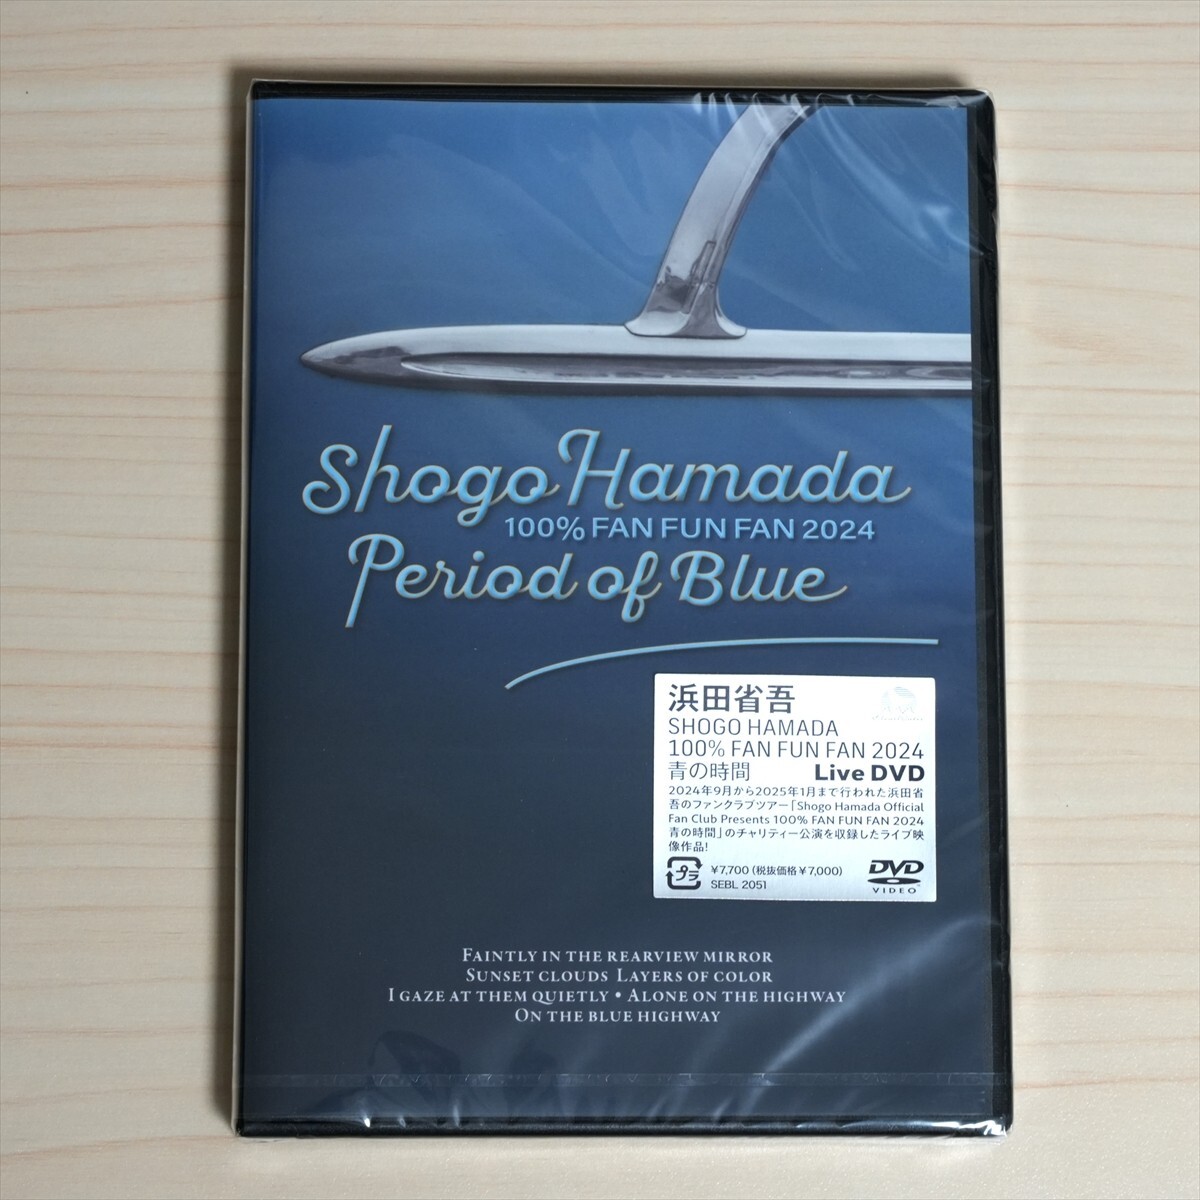 Shogo Hamada
100% FAN FUN FAN 2024
Period of Blue
浜田省吾
SHOGO HAMADA
100% FAN FUN FAN 2024
青の時間 Live DVD
2024年9月から2025年1月まで行われた浜田省
吾のファンクラブツアー「Shogo Hamada Official
Fan Club Presents 100% FAN FUN FAN 2024
青の時間」のチャリティー公演を収録したライブ映
像作品!
プラ ¥7,700 (税抜価格 ¥7,000)
SEBL 2051
DVD
VIDEO
FAINTLY IN THE REARVIEW MIRROR
SUNSET CLOUDS LAYERS OF COLOR
I GAZE AT THEM QUIETLY • ALONE ON THE HIGHWAY
ON THE BLUE HIGHWAY